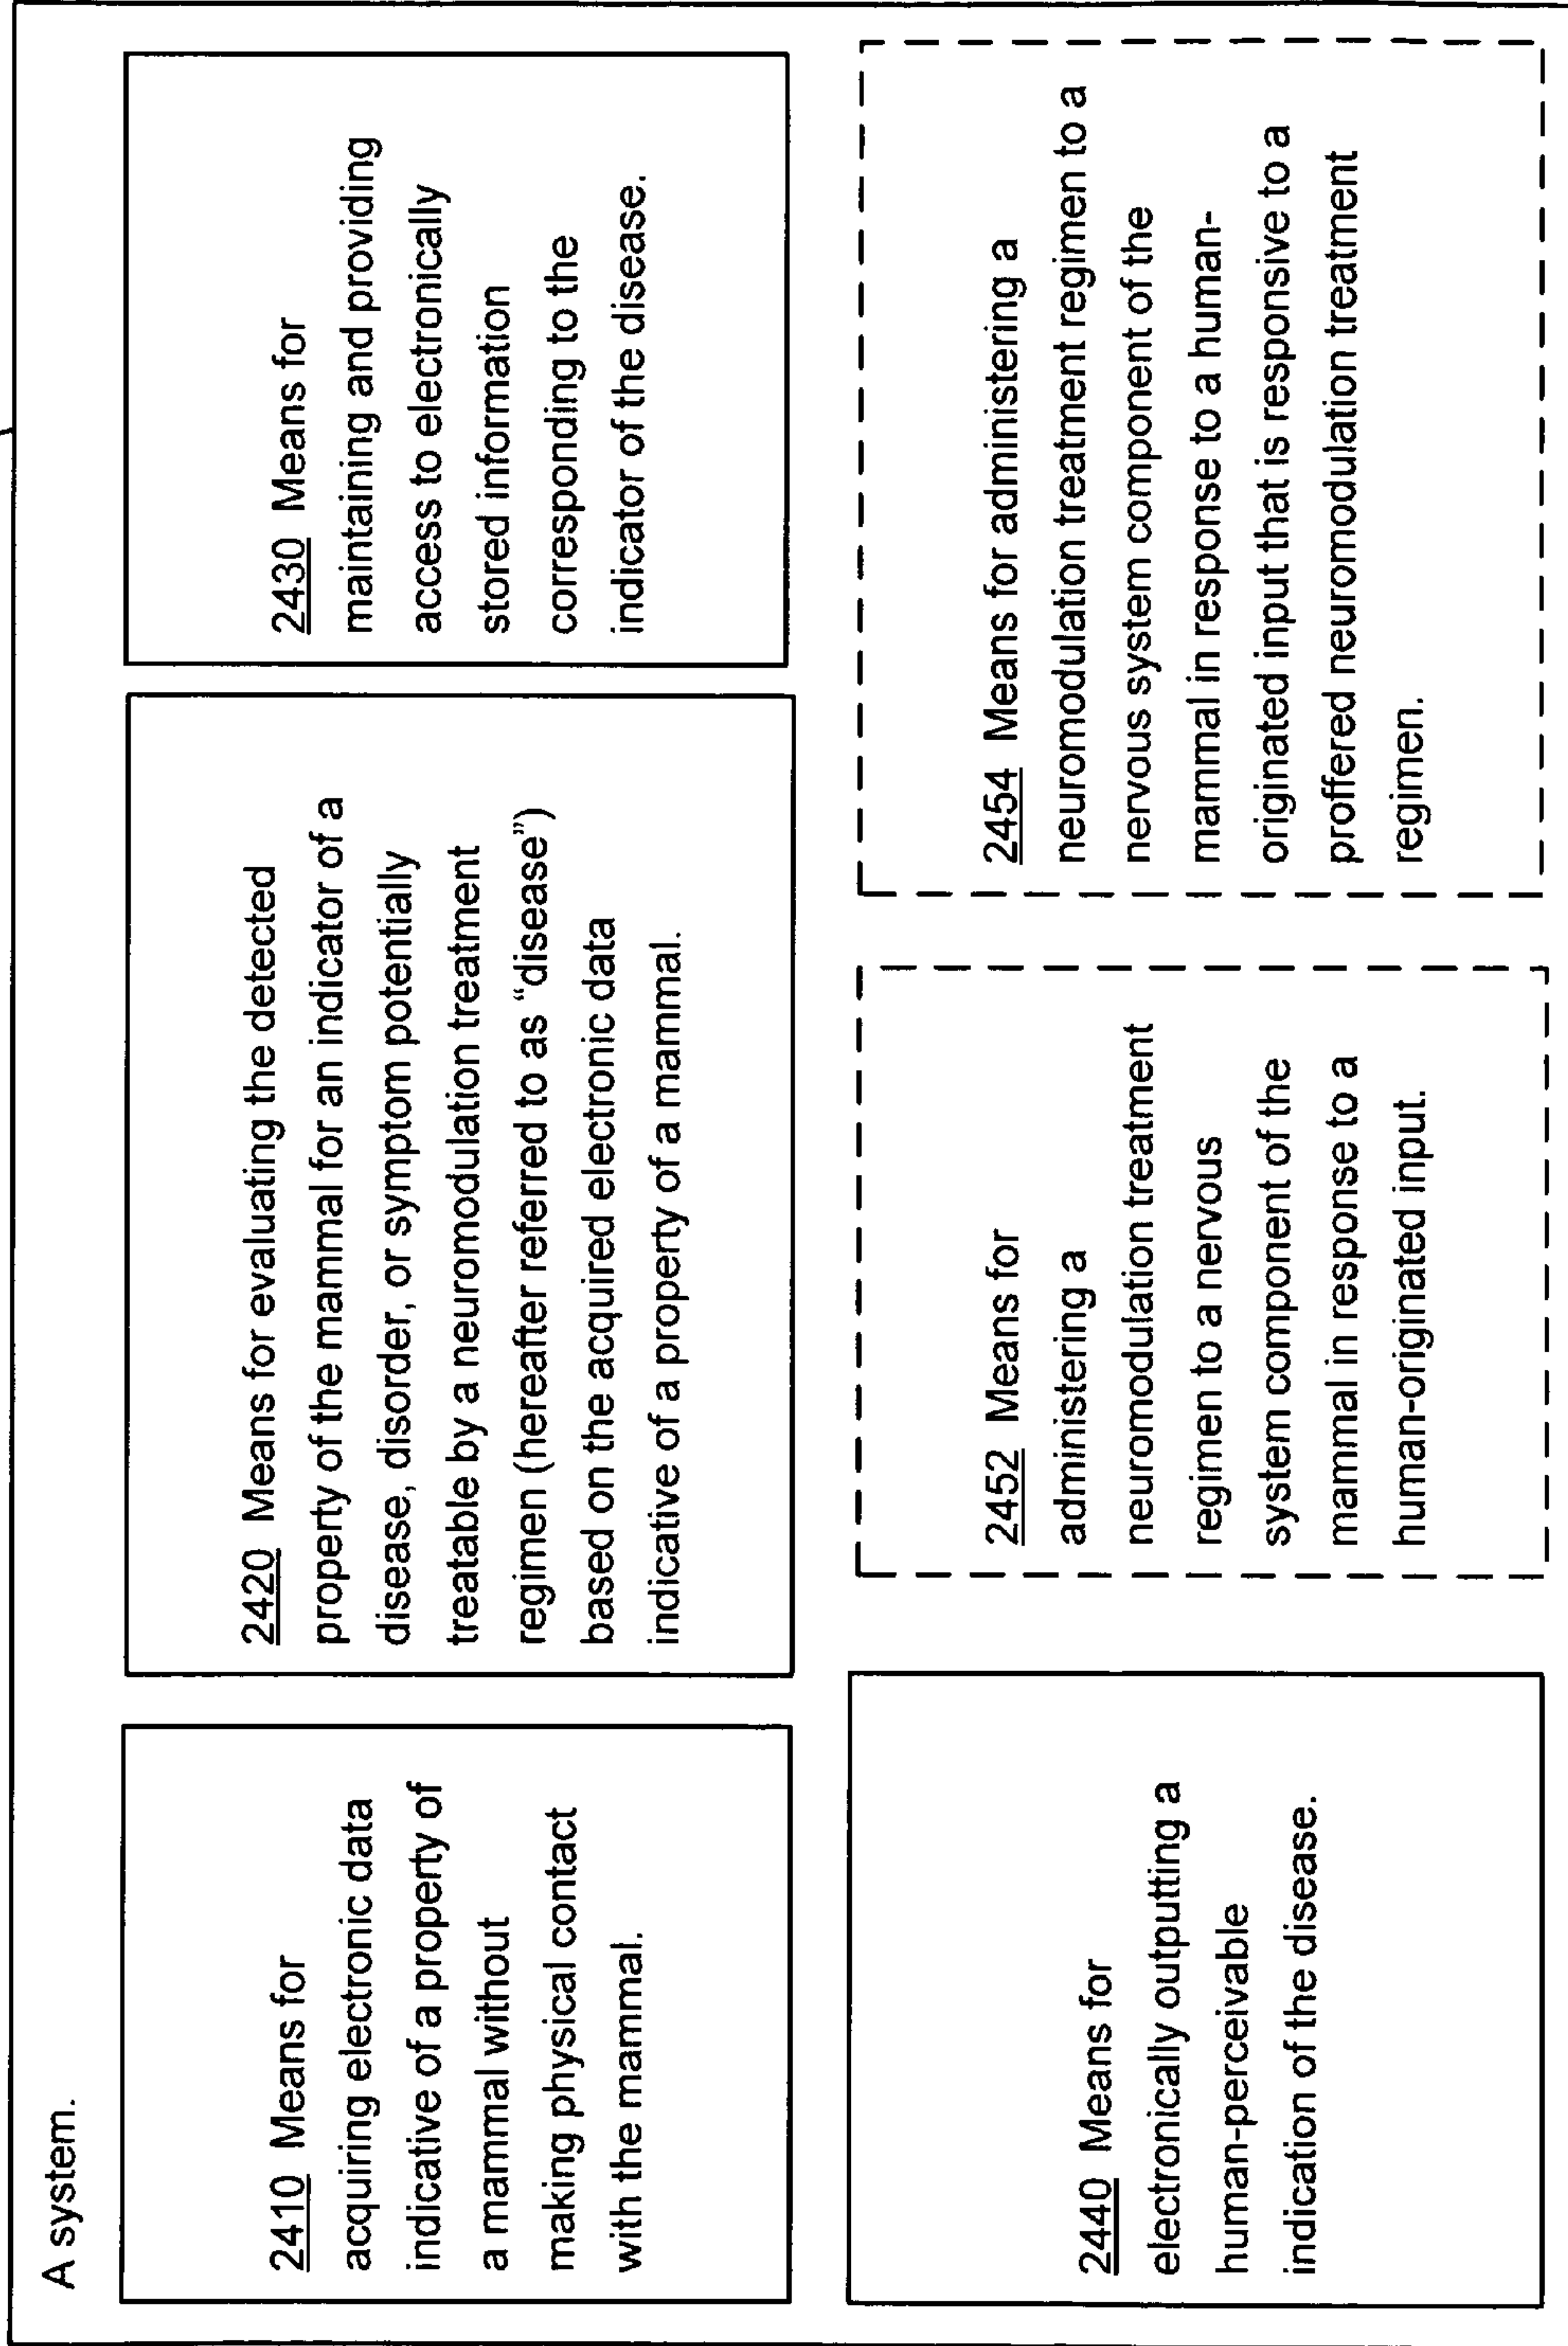 A system.
2410 Means for
acquiring electronic data
indicative of a property of
a mammal without
making physical contact
with the mammal.
2420 Means for evaluating the detected
property of the mammal for an indicator of a
disease, disorder, or symptom potentially
treatable by a neuromodulation treatment
regimen (hereafter referred to as “disease”)
based on the acquired electronic data
indicative of a property of a mammal.
2430 Means for
maintaining and providing
access to electronically
stored information
corresponding to the
indicator of the disease.
2440 Means for
electronically outputting a
human-perceivable
indication of the disease.
2452 Means for
administering a
neuromodulation treatment
regimen to a nervous
system component of the
mammal in response to a
human-originated input.
2454 Means for administering a
neuromodulation treatment regimen to a
nervous system component of the
mammal in response to a human-
originated input that is responsive to a
proffered neuromodulation treatment
regimen.